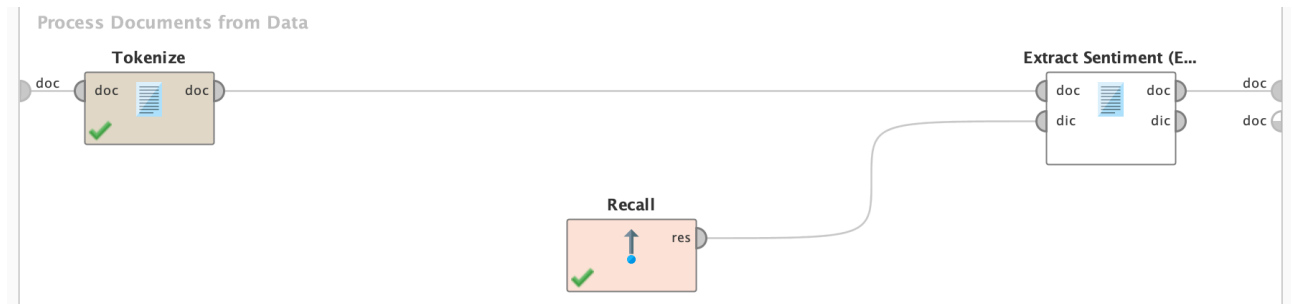 Process Documents from Data
Tokenize
Extract Sentiment (E...
doc
doc
doc
doc
doc
doc
dic
dic
doc
Recall
res